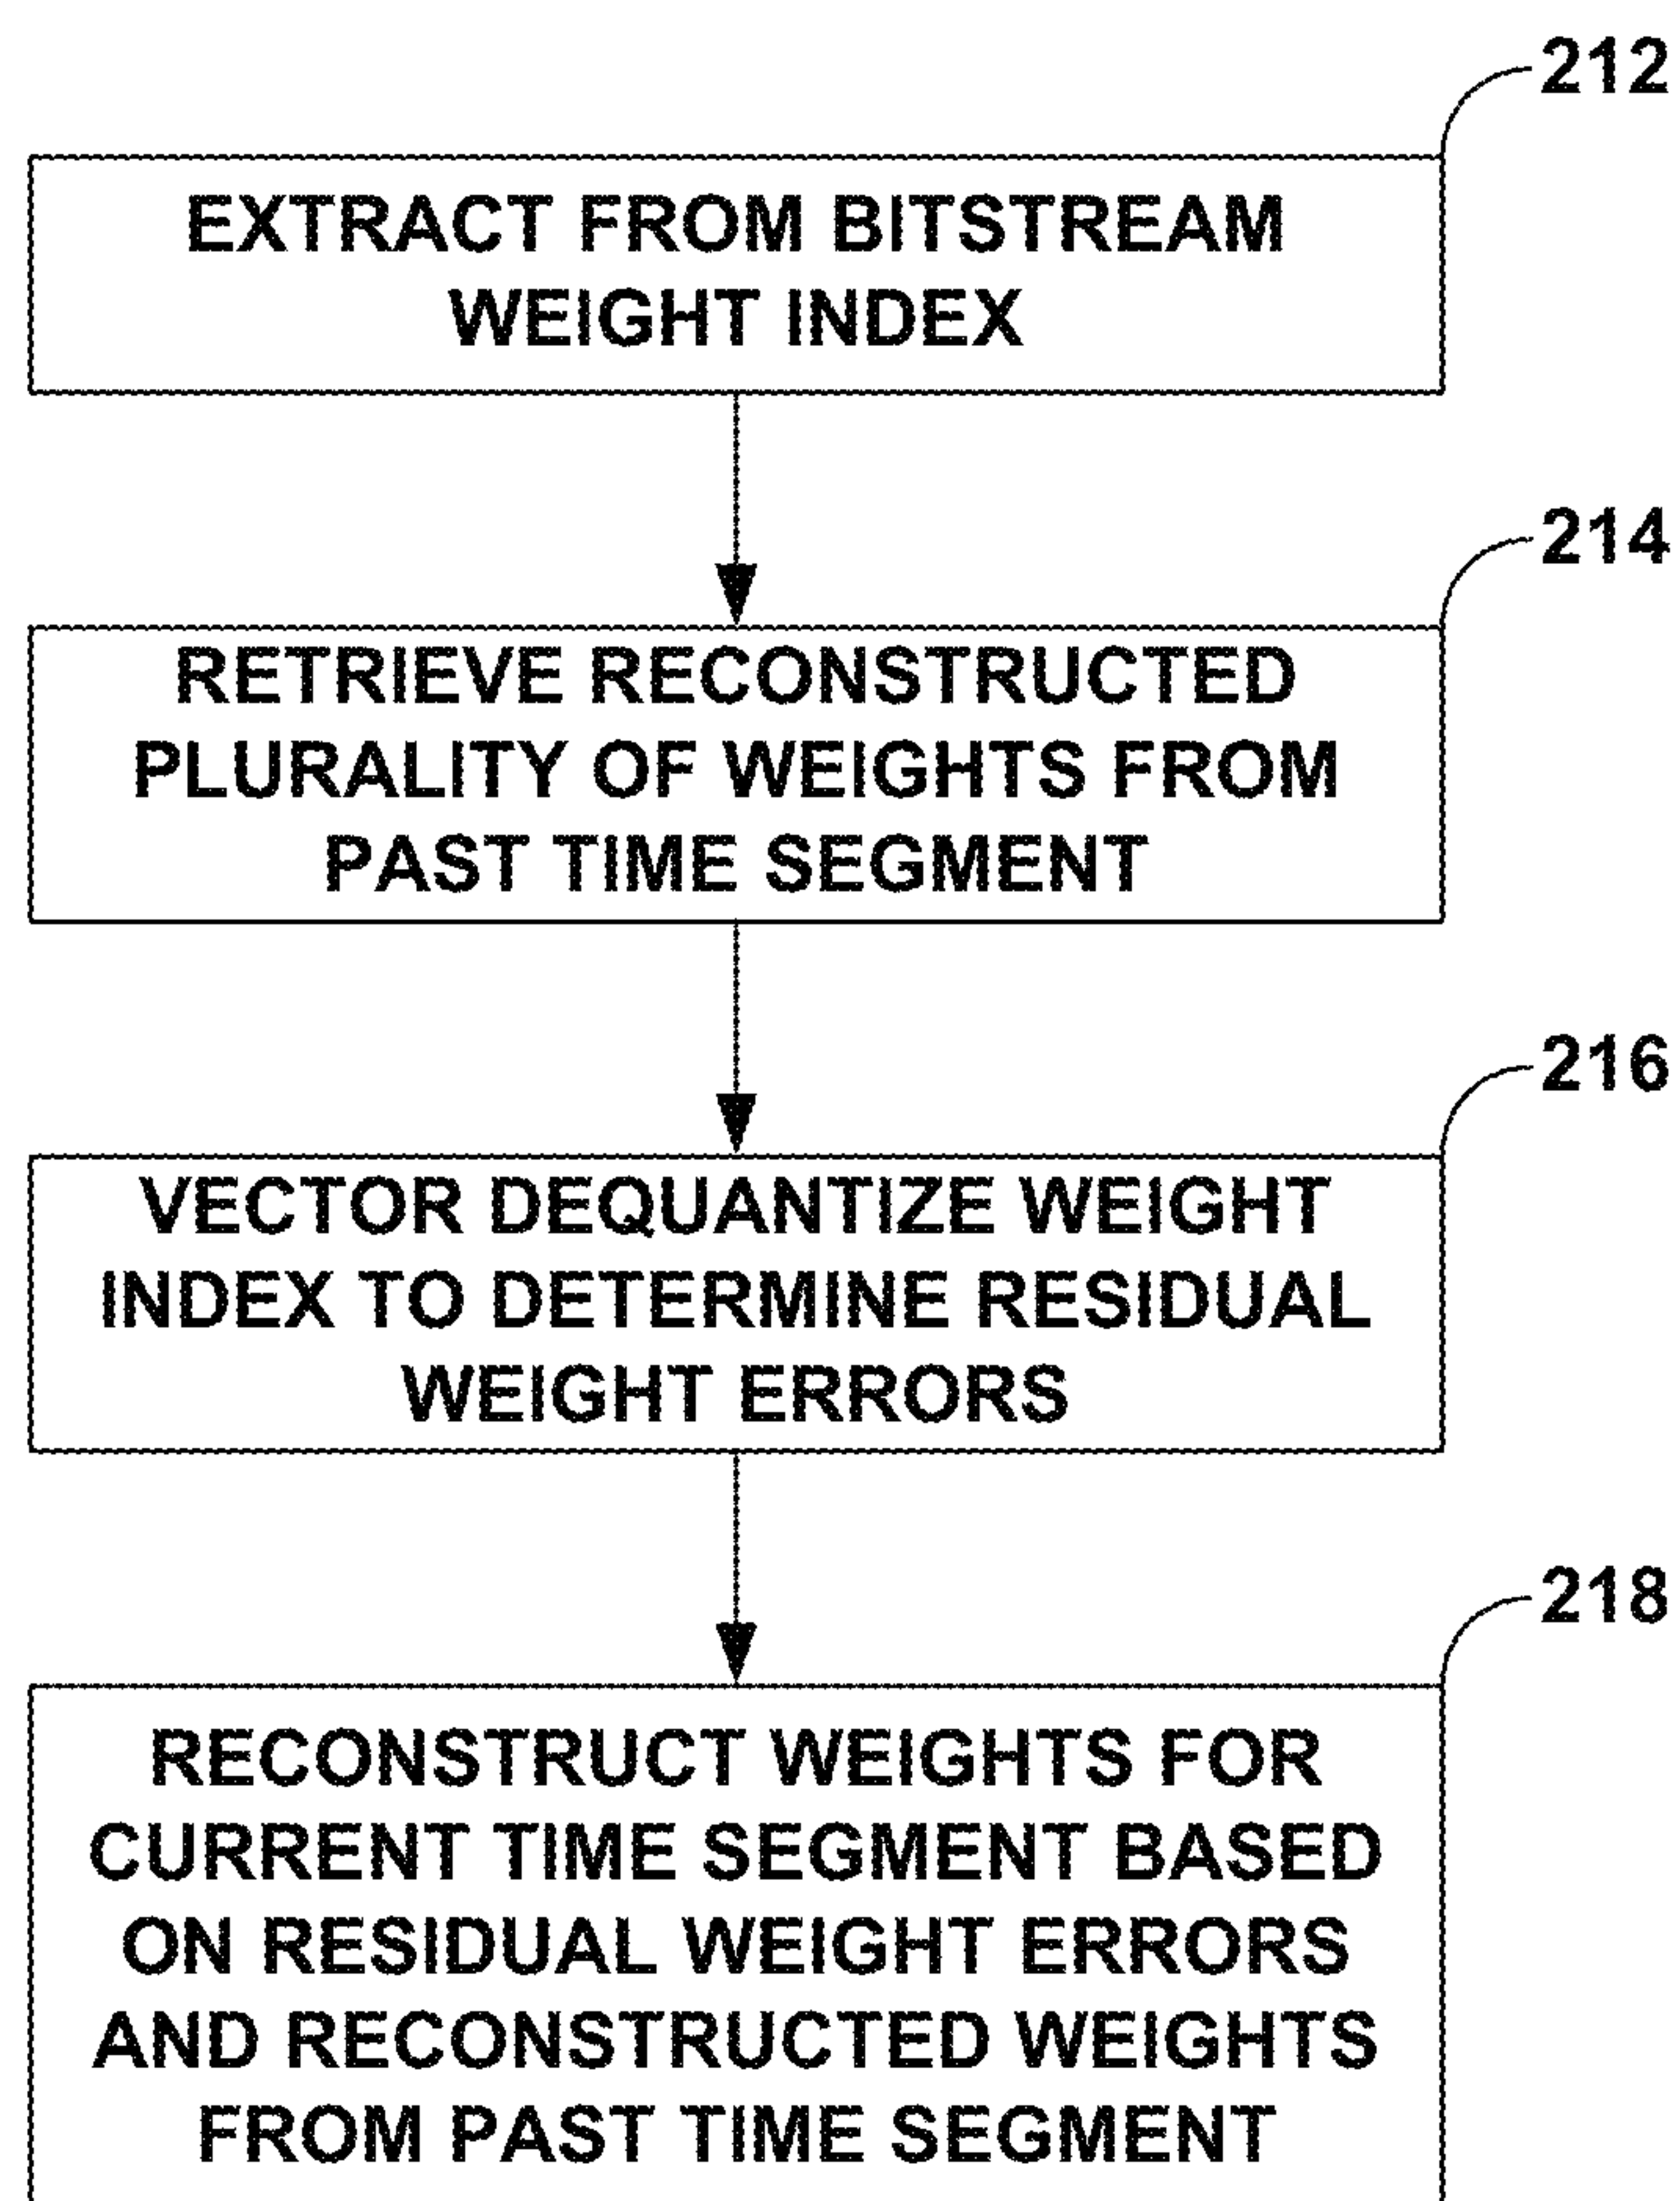 212
EXTRACT FROM BITSTREAM
WEIGHT INDEX
214
RETRIEVE RECONSTRUCTED
PLURALITY OF WEIGHTS FROM
PAST TIME SEGMENT
216
VECTOR DEQUANTIZE WEIGHT
INDEX TO DETERMINE RESIDUAL
WEIGHT ERRORS
218
RECONSTRUCT WEIGHTS FOR
CURRENT TIME SEGMENT BASED
ON RESIDUAL WEIGHT ERRORS
AND RECONSTRUCTED WEIGHTS
FROM PAST TIME SEGMENT